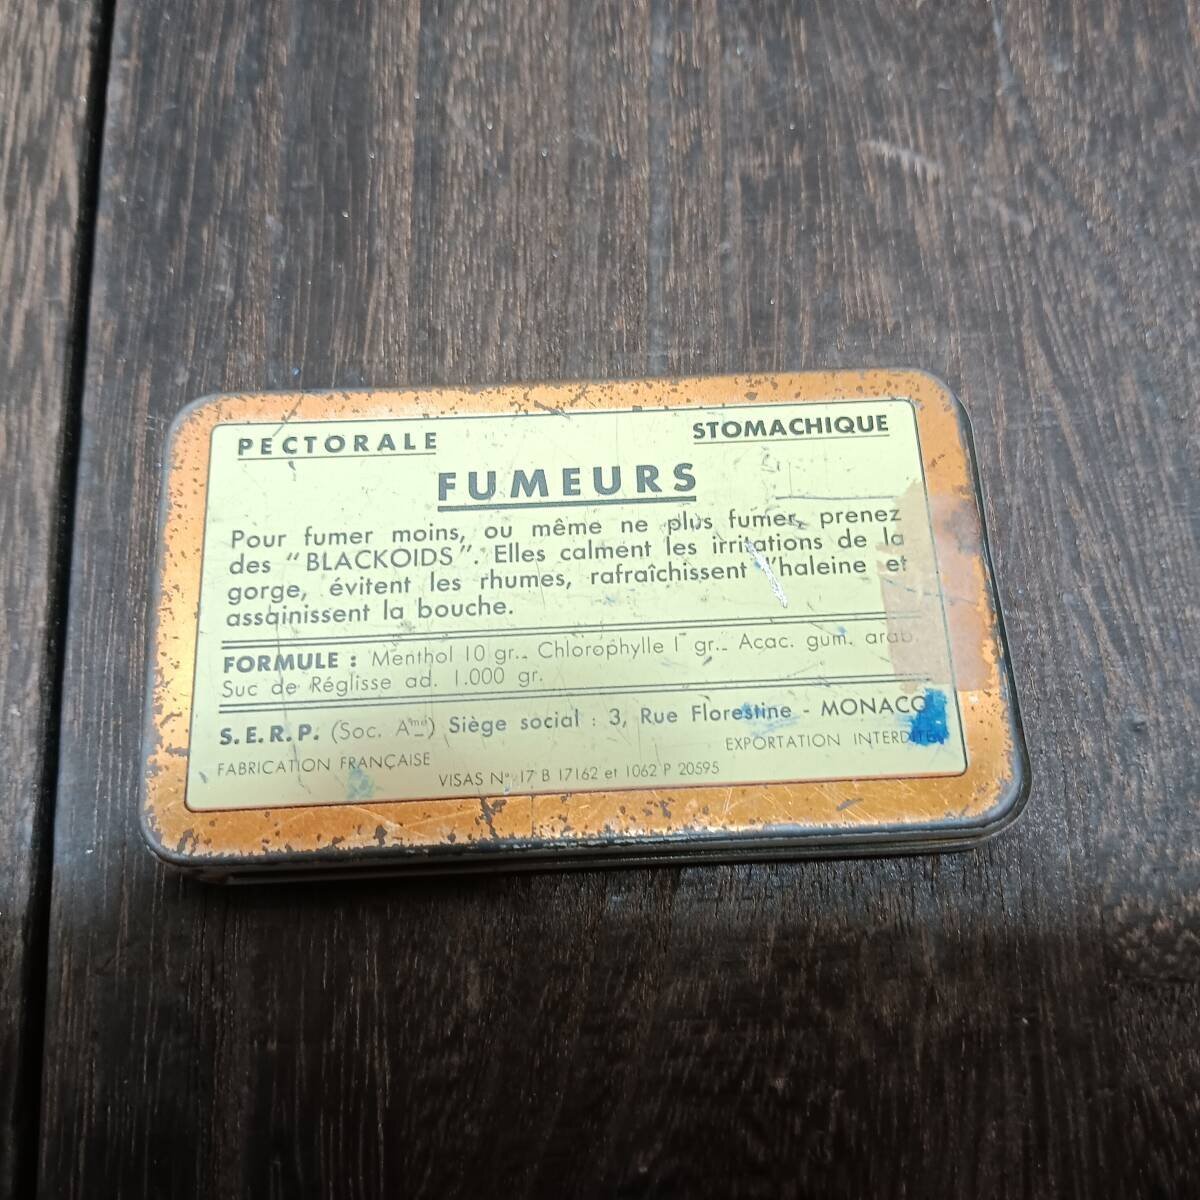 PECTORALE STOMACHIQUE
FUMEURS
Pour fumer moins, ou même ne plus fumer, prenez
des "BLACKOIDS". Elles calment les irritations de la
gorge, évitent les rhumes, rafraîchissent l'haleine et
assainissent la bouche.
FORMULE : Menthol 10 gr.. Chlorophylle 1 gr.. Acac. gum. arab.
Suc de Réglisse ad. 1.000 gr.
S.E.R.P. (Soc. Ame) Siège social : 3, Rue Florestine - MONACO
FABRICATION FRANÇAISE EXPORTATION INTERDITE
VISAS N° 17 B 17162 et 1062 P 20595